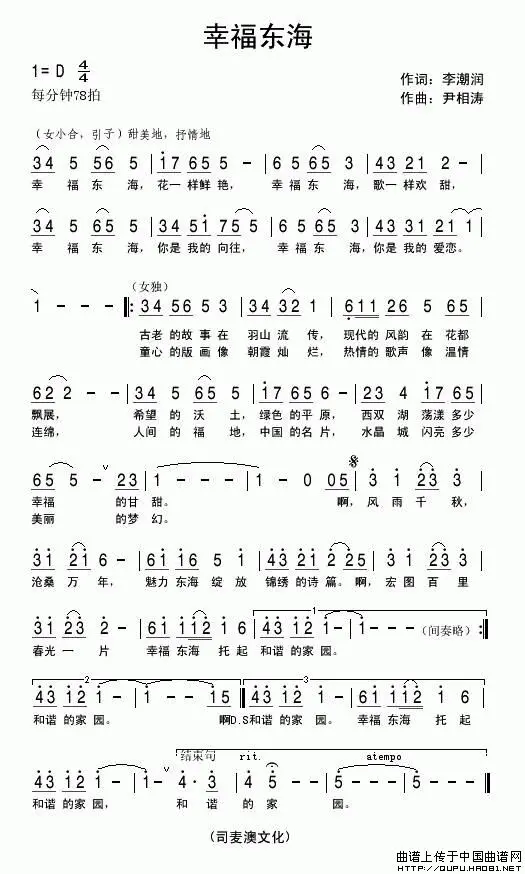 幸福东海
1= D 4/4
每分钟78拍
作词：李潮润
作曲：尹相涛
（女小合，引子）甜美地，抒情地
34 5 56 5 | 17 65 5 - | 6 5 65 3 | 43 21 2 - |
幸 福 东 海，花一样鲜艳， 幸 福 东 海，歌一样欢 甜，
34 5 65 5 | 34 51 75 5 | 6 5 65 3 | 43 31 21 1 |
幸 福 东 海，你是 我的 向往， 幸 福 东 海，你是 我的 爱恋。
（女独）
1 - - - ‖: 34 56 5 3 | 34 32 1 | 611 26 5 65 |
古老 的故 事在 羽山 流 传， 现代的 风韵 在 花都
童心 的版 画像 朝霞 灿 烂， 热情的 歌声 像 温情
62 2 - - | 34 5 65 5 | 17 65 5 - | 23 4 17 65 |
飘展， 希望 的 沃 土，绿色 的平 原， 西双 湖 荡漾 多少
连绵， 人间 的 福 地，中国 的名 片， 水晶 城 闪亮 多少
65 5 - 23 | 1 - - - | 1 - 0 05 | 3 1 23 3 |
幸福 的甘 甜。 啊，风 雨 千 秋，
美丽 的梦 幻。
31 21 6 - | 61 12 3 5 | 43 21 2· 5 | 3 1 23 3 |
沧桑 万 年， 魅力 东海 绽 放 锦绣 的诗 篇。啊，宏 图 百 里
31 23 2 - | 61 112 1 6 | 43 12 1 - | 1 - - - :‖
春光 一 片 幸福 东海 托 起 和谐 的家 园。 （间奏略）
43 12 1 - | 1 - - 15 ‖ 43 12 1 - | 61 112 1 6 |
和谐 的家 园。 啊D.S和谐 的家 园。 幸福 东海 托 起
结束句 rit. atempo
43 12 1 - | 1 - 4· 3 | 4 2 5 - | 5 - - - ‖
和谐 的家 园， 和 谐 的 家 园。
（司麦澳文化）
曲谱上传于中国曲谱网
http://QUPU.HAO81.NET